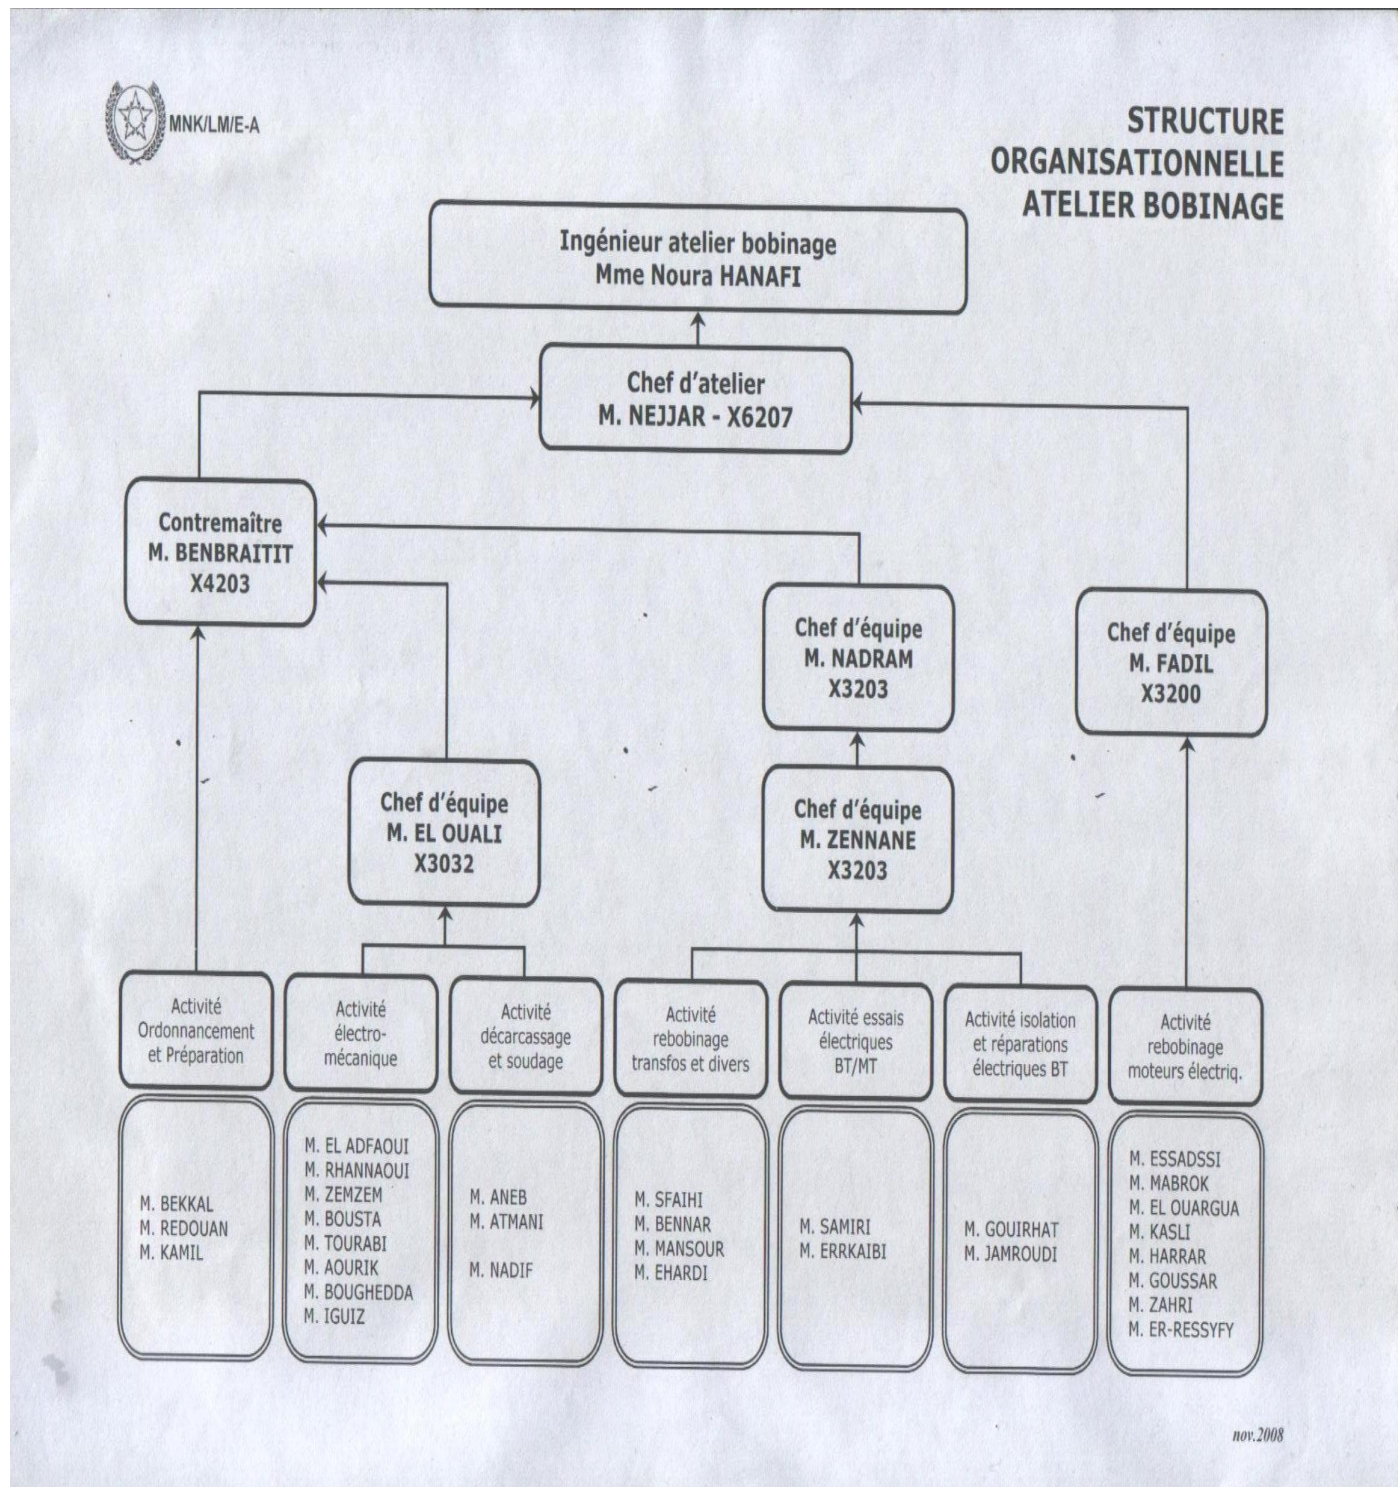 MNK/LM/E-A
STRUCTURE
ORGANISATIONNELLE
ATELIER BOBINAGE
Ingénieur atelier bobinage
Mme Noura HANAFI
Chef d'atelier
M. NEJJAR - X6207
Contremaître
M. BENBRAITIT
X4203
Chef d'équipe
M. NADRAM
X3203
Chef d'équipe
M. FADIL
X3200
Chef d'équipe
M. EL OUALI
X3032
Chef d'équipe
M. ZENNANE
X3203
Activité
Ordonnancement
et Préparation
Activité
électro-
mécanique
Activité
décarcassage
et soudage
Activité
rebobinage
transfos et divers
Activité essais
électriques
BT/MT
Activité isolation
et réparations
électriques BT
Activité
rebobinage
moteurs électriq.
M. BEKKAL
M. REDOUAN
M. KAMIL
M. EL ADFAOUI
M. RHANNAOUI
M. ZEMZEM
M. BOUSTA
M. TOURABI
M. AOURIK
M. BOUGHEDDA
M. IGUIZ
M. ANEB
M. ATMANI
M. NADIF
M. SFAIHI
M. BENNAR
M. MANSOUR
M. EHARDI
M. SAMIRI
M. ERRKAIBI
M. GOUIRHAT
M. JAMROUDI
M. ESSADSSI
M. MABROK
M. EL OUARGUA
M. KASLI
M. HARRAR
M. GOUSSAR
M. ZAHRI
M. ER-RESSYFY
nov.2008